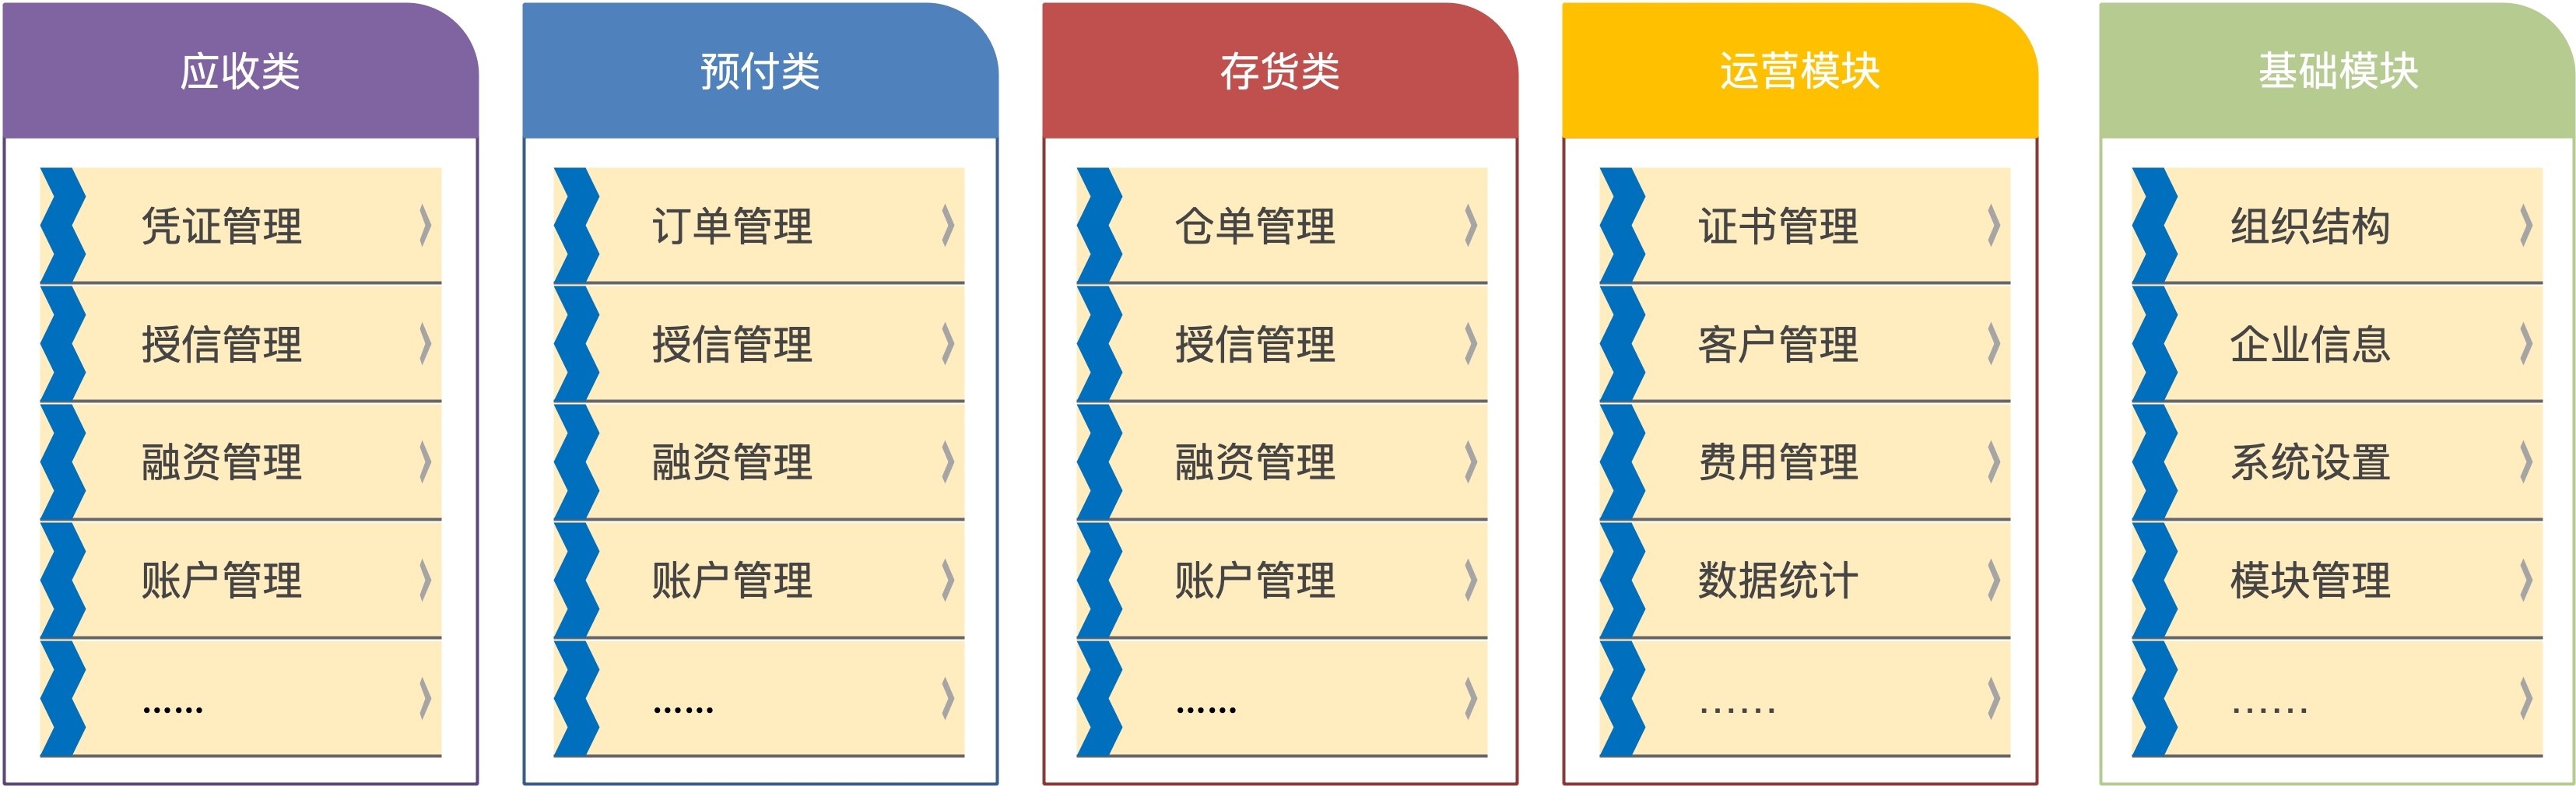 应收类
凭证管理
授信管理
融资管理
账户管理
……
预付类
订单管理
授信管理
融资管理
账户管理
……
存货类
仓单管理
授信管理
融资管理
账户管理
……
运营模块
证书管理
客户管理
费用管理
数据统计
……
基础模块
组织结构
企业信息
系统设置
模块管理
……